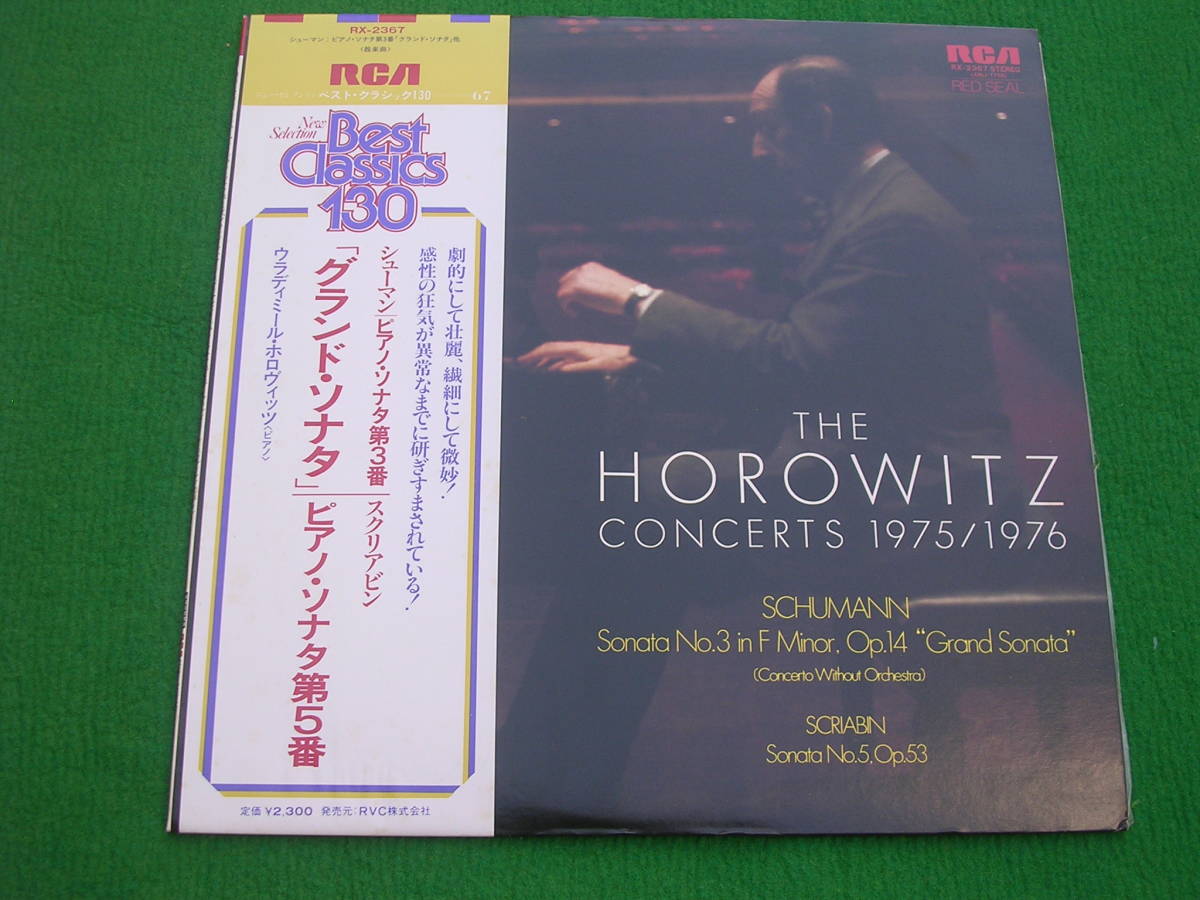 RX-2367
シューマン：ピアノ・ソナタ第3番「グランド・ソナタ」他
（器楽曲）
RCA
ベスト・クラシック130
67
New Selection
Best
Classics
130
劇的にして壮麗、繊細にして微妙！
感性の狂気が異常なまでに研ぎすまされている！
シューマン/ピアノ・ソナタ第3番
「グランド・ソナタ」
スクリアビン
ピアノ・ソナタ第5番
ウラディミール・ホロヴィッツ〈ピアノ〉
定価 ¥2,300 発売元：RVC株式会社
RCA
RX-2367 STEREO
RED SEAL
THE
HOROWITZ
CONCERTS 1975/1976
SCHUMANN
Sonata No.3 in F Minor, Op.14 “Grand Sonata”
(Concerto Without Orchestra)
SCRIABIN
Sonata No.5, Op.53